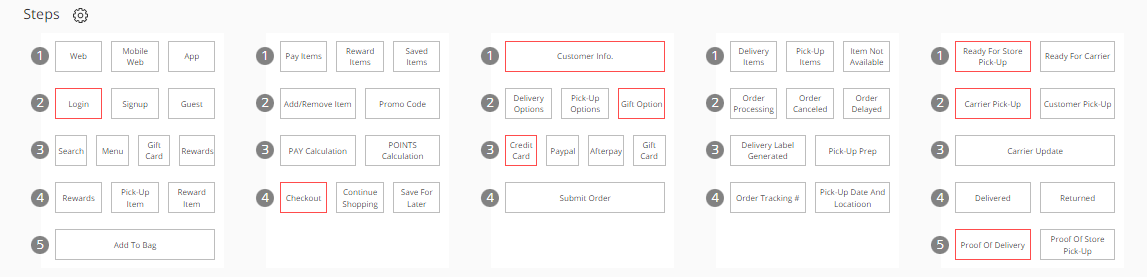 Steps
1
Web
Mobile
Web
App
2
Login
Signup
Guest
3
Search
Menu
Gift
Card
Rewards
4
Rewards
Pick-Up
Item
Reward
Item
5
Add To Bag
1
Pay Items
Reward
Items
Saved
Items
2
Add/Remove Item
Promo Code
3
PAY Calculation
POINTS
Calculation
4
Checkout
Continue
Shopping
Save For
Later
1
Customer Info.
2
Delivery
Options
Pick-Up
Options
Gift Option
3
Credit
Card
Paypal
Afterpay
Gift
Card
4
Submit Order
1
Delivery
Items
Pick-Up
Items
Item Not
Available
2
Order
Processing
Order
Canceled
Order
Delayed
3
Delivery Label
Generated
Pick-Up Prep
4
Order Tracking #
Pick-Up Date And
Locatioon
1
Ready For Store
Pick-Up
Ready For Carrier
2
Carrier Pick-Up
Customer Pick-Up
3
Carrier Update
4
Delivered
Returned
5
Proof Of Delivery
Proof Of Store
Pick-Up